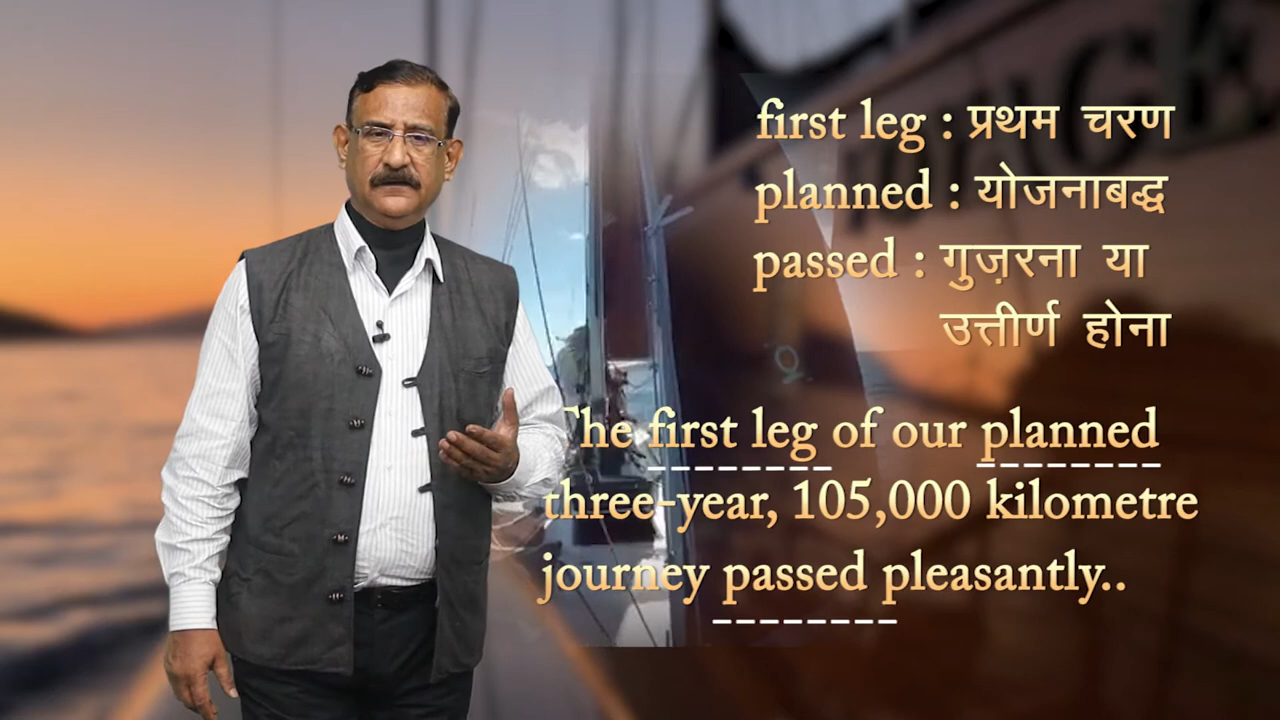 first leg : प्रथम चरण
planned : योजनाबद्ध
passed : गुज़रना या
उत्तीर्ण होना
The first leg of our planned
three-year, 105,000 kilometre
journey passed pleasantly..